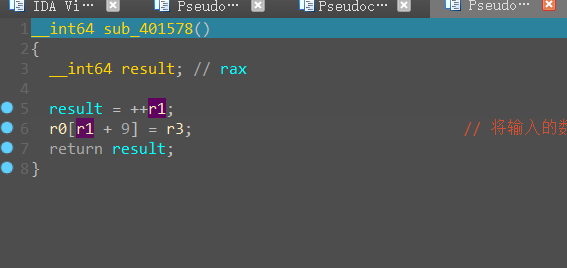 IDA Vi… Pseudo… Pseudoc… Pseudo…
1 __int64 sub_401578()
2 {
3 __int64 result; // rax
4
5 result = ++r1;
6 r0[r1 + 9] = r3; // 将输入的数
7 return result;
8 }